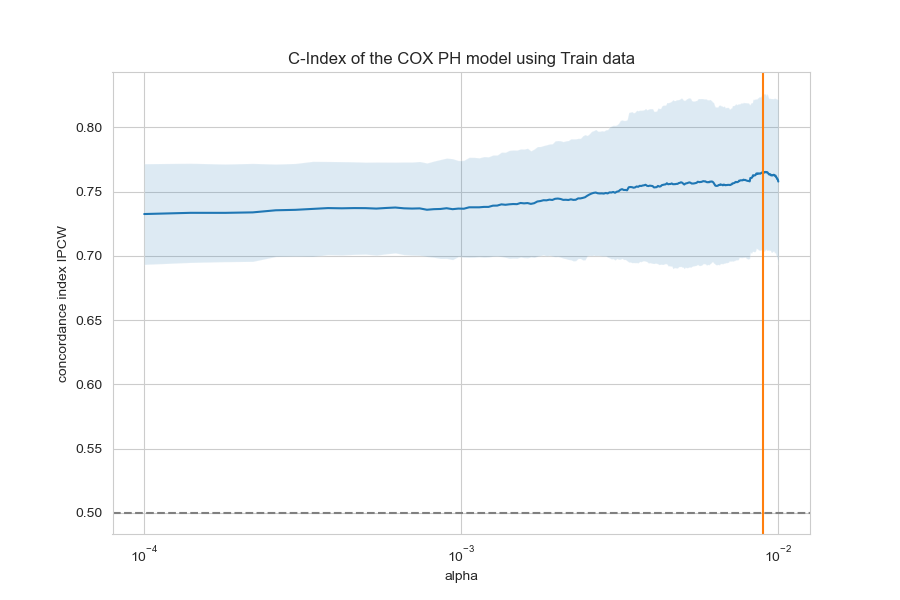 C-Index of the COX PH model using Train data
concordance index IPCW
0.80
0.75
0.70
0.65
0.60
0.55
0.50
10⁻⁴ 10⁻³ 10⁻²
alpha